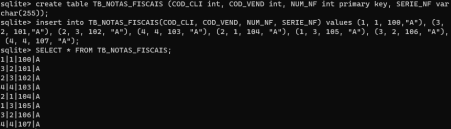 sqlite> create table TB_NOTAS_FISCAIS(COD_CLI int, COD_VEND int, NUM_NF int primary key, SERIE_NF var
char(255));
sqlite> insert into TB_NOTAS_FISCAIS(COD_CLI, COD_VEND, NUM_NF, SERIE_NF) values (1, 1, 100,"A"), (3,
2, 101,"A"), (2, 3, 102, "A"), (4, 4, 103, "A"), (2, 1, 104, "A"), (1, 3, 105, "A"), (3, 2, 106, "A"),
(4, 4, 107, "A");
sqlite> SELECT * FROM TB_NOTAS_FISCAIS;
1|1|100|A
3|2|101|A
2|3|102|A
4|4|103|A
2|1|104|A
1|3|105|A
3|2|106|A
4|4|107|A